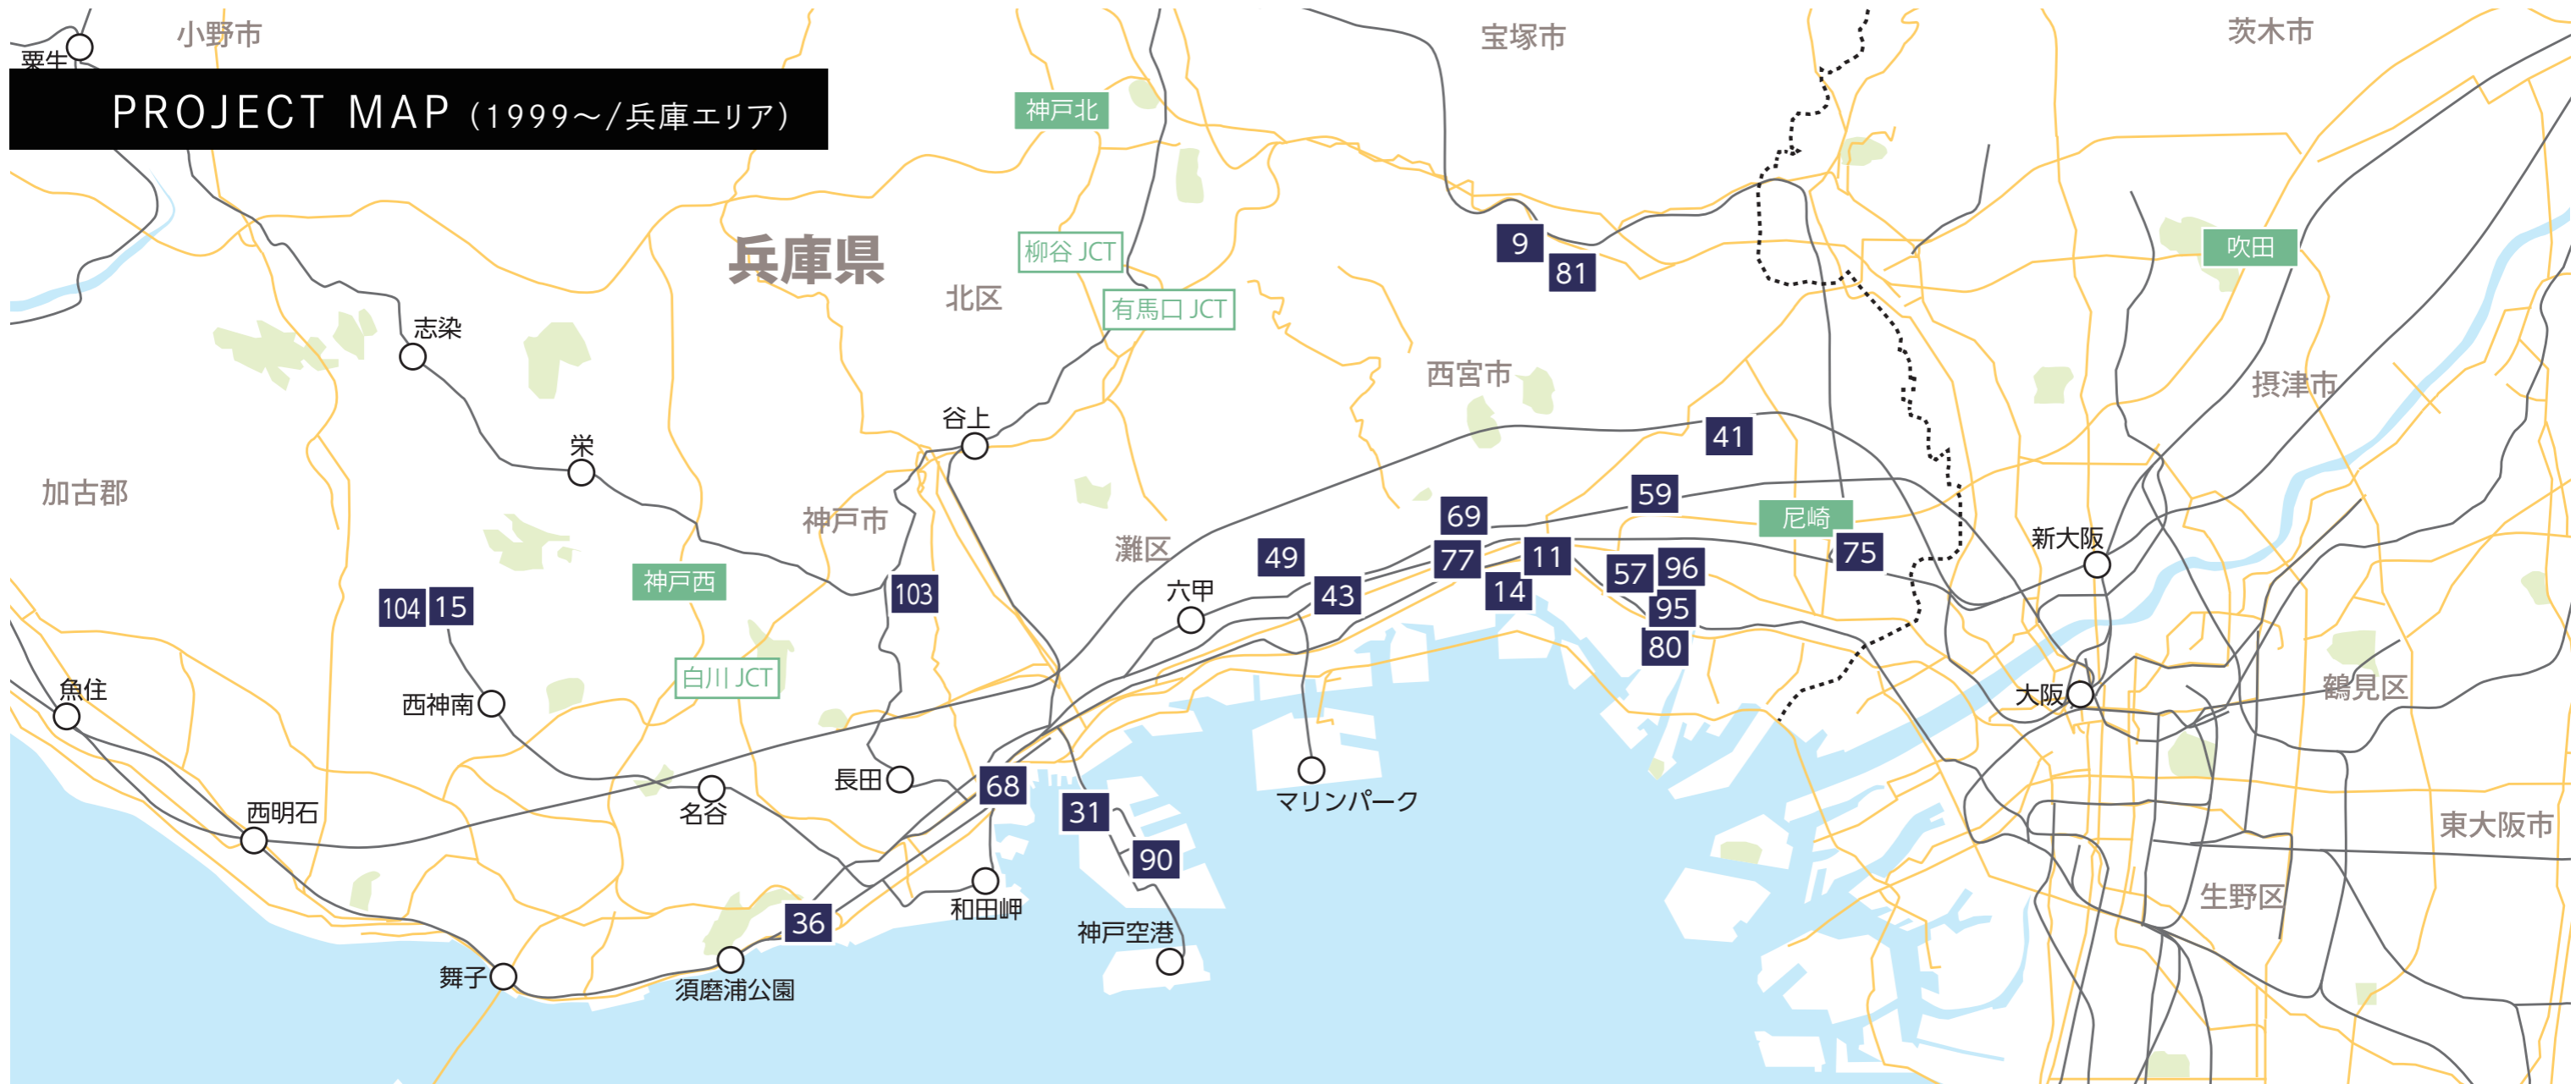 小野市
宝塚市
茨木市
粟生
PROJECT MAP (1999〜/兵庫エリア)
神戸北
9
柳谷 JCT
吹田
兵庫県
81
北区
有馬口 JCT
志染
西宮市
摂津市
谷上
41
栄
加古郡
59
神戸市
69
尼崎
新大阪
灘区
49
77
11
75
神戸西
57
96
六甲
103
43
14
104
15
95
80
白川 JCT
魚住
西神南
大阪
鶴見区
長田
68
マリンパーク
西明石
名谷
31
東大阪市
90
生野区
和田岬
36
神戸空港
舞子
須磨浦公園